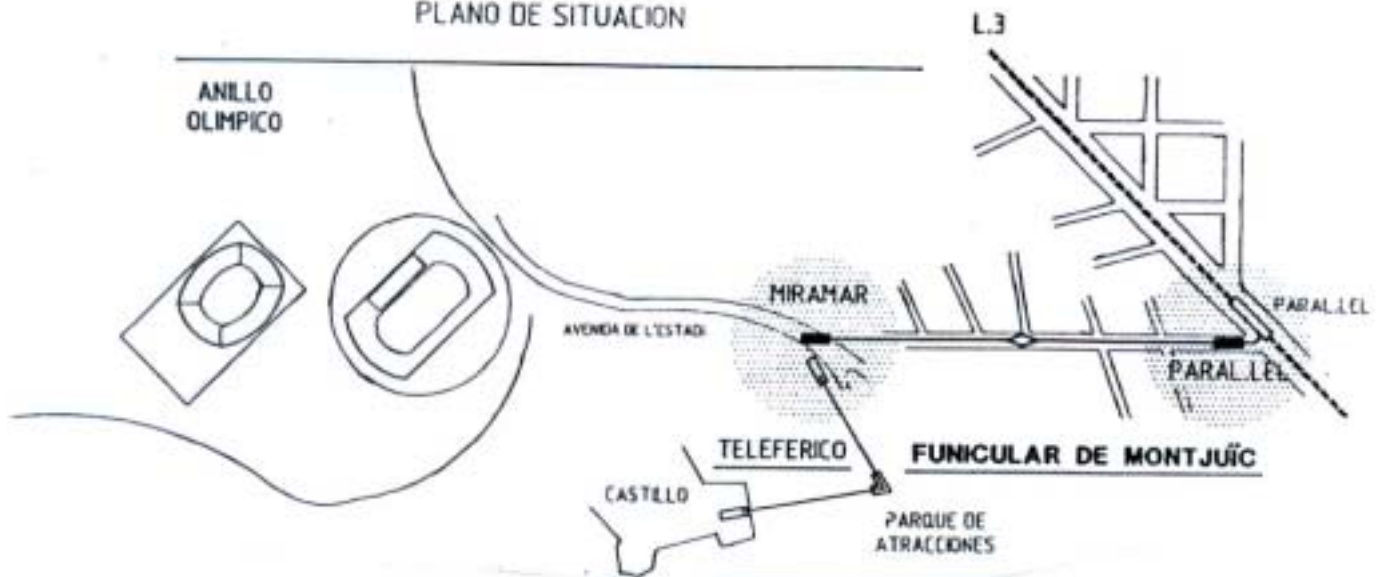 PLANO DE SITUACION
L.3
ANILLO
OLIMPICO
MIRAMAR
PARAL.LEL
AVENIDA DE L'ESTADI
PARAL.LEL
TELEFERICO
FUNICULAR DE MONTJUÏC
CASTILLO
PARQUE DE
ATRACCIONES